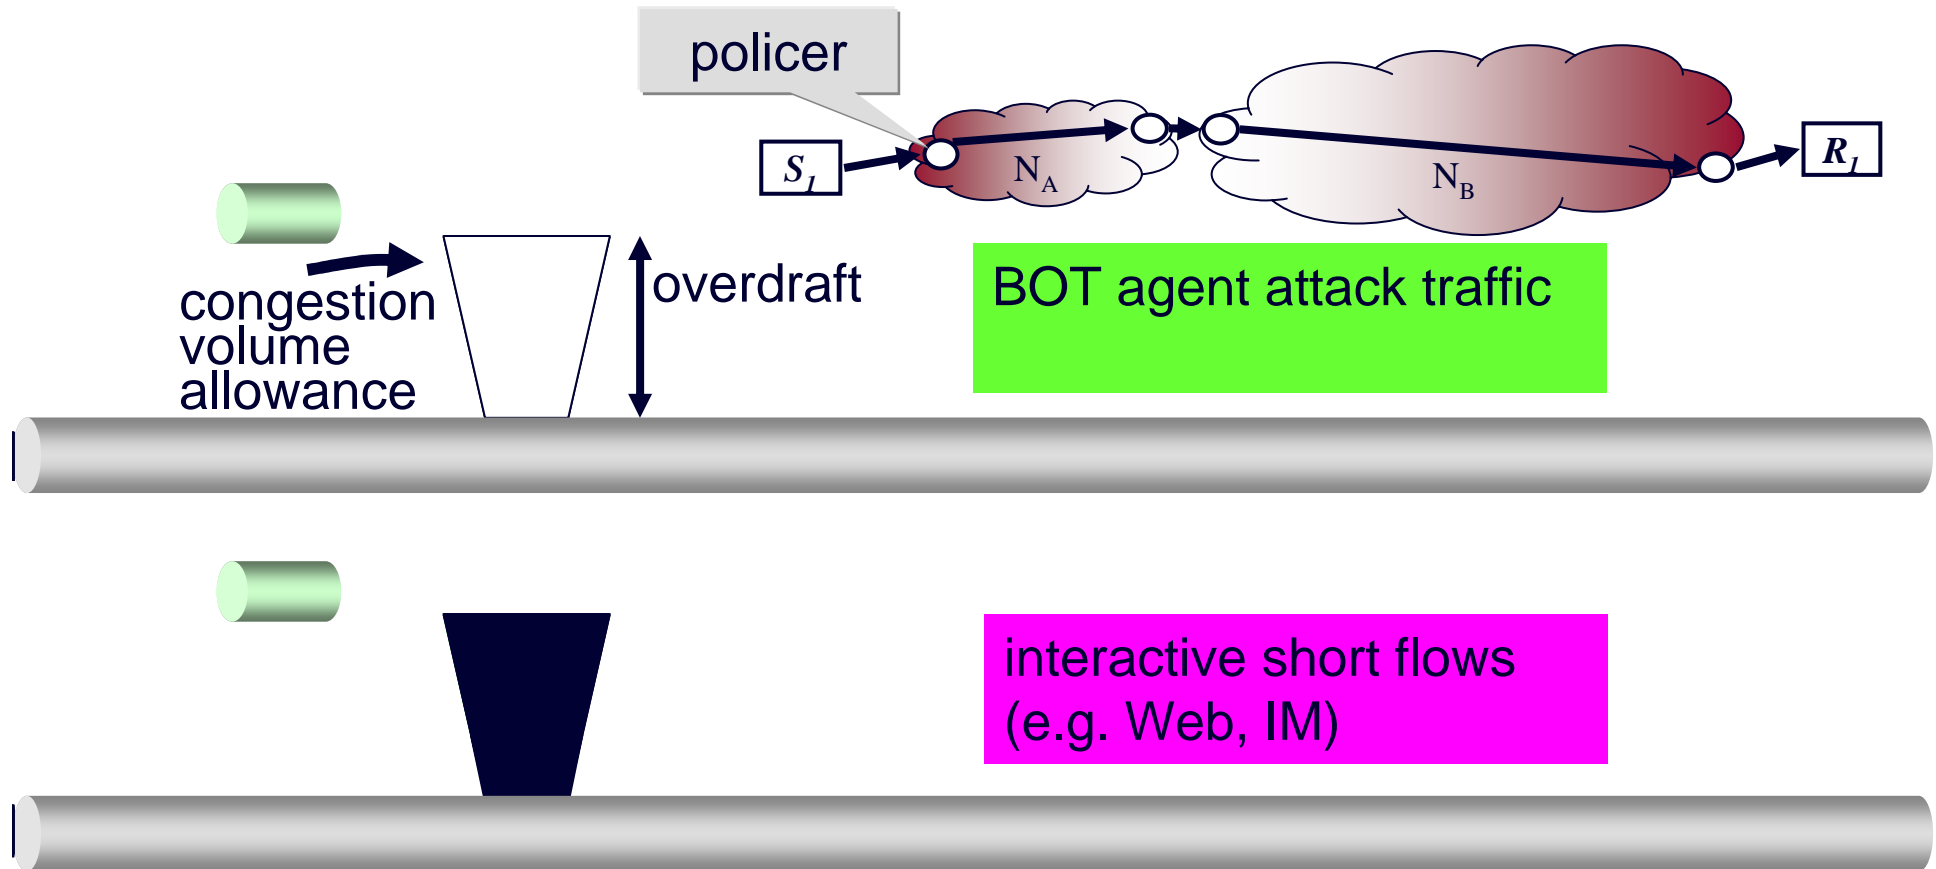 policer
S1
NA
NB
R1
congestion
volume
allowance
overdraft
BOT agent attack traffic
interactive short flows
(e.g. Web, IM)